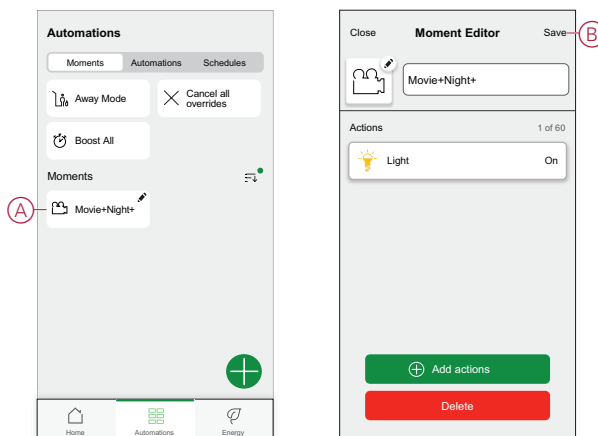 Automations
Moments Automations Schedules
Away Mode
Cancel all
overrides
Boost All
Moments
A
Movie+Night+
Home Automations Energy
Close Moment Editor Save
B
Movie+Night+
Actions 1 of 60
Light On
Add actions
Delete